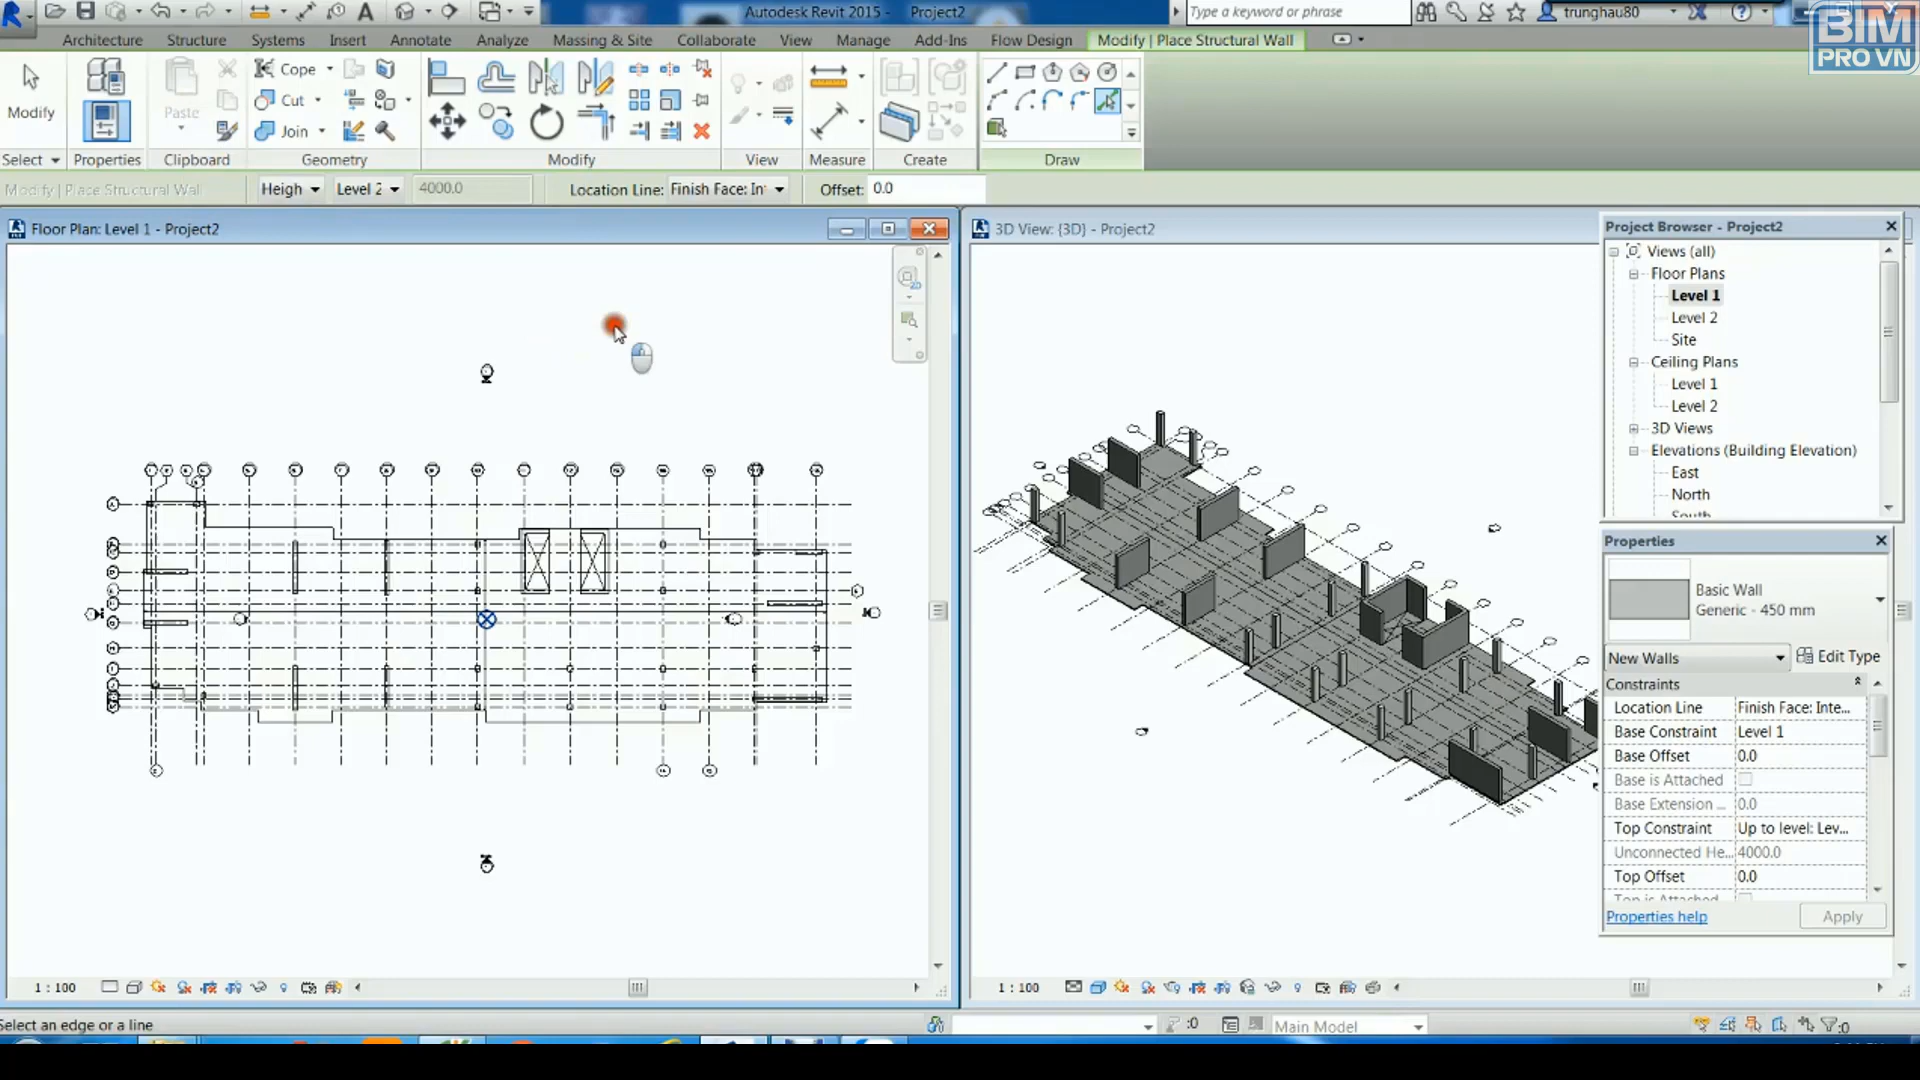 Autodesk Revit 2015 -    Project2
Type a keyword or phrase
trunghau80
BIM
PRO VN
Architecture Structure Systems Insert Annotate Analyze Massing & Site Collaborate View Manage Add-Ins Flow Design Modify | Place Structural Wall
Modify
Paste
Cope
Cut
Join
Select Properties Clipboard Geometry Modify View Measure Create Draw
Modify | Place Structural Wal
Heigh Level 2 4000.0 Location Line: Finish Face: In Offset: 0.0
Floor Plan: Level 1 - Project2
3D View: {3D} - Project2
Project Browser - Project2
Views (all)
Floor Plans
Level 1
Level 2
Site
Ceiling Plans
Level 1
Level 2
3D Views
Elevations (Building Elevation)
East
North
South
Properties
Basic Wall
Generic - 450 mm
New Walls Edit Type
Constraints
Location Line Finish Face: Inte...
Base Constraint Level 1
Base Offset 0.0
Base is Attached
Base Extension ... 0.0
Top Constraint Up to level: Lev...
Unconnected He... 4000.0
Top Offset 0.0
Top is Attached
Properties help Apply
1 : 100
1 : 100
Select an edge or a line
:0
Main Model
:0